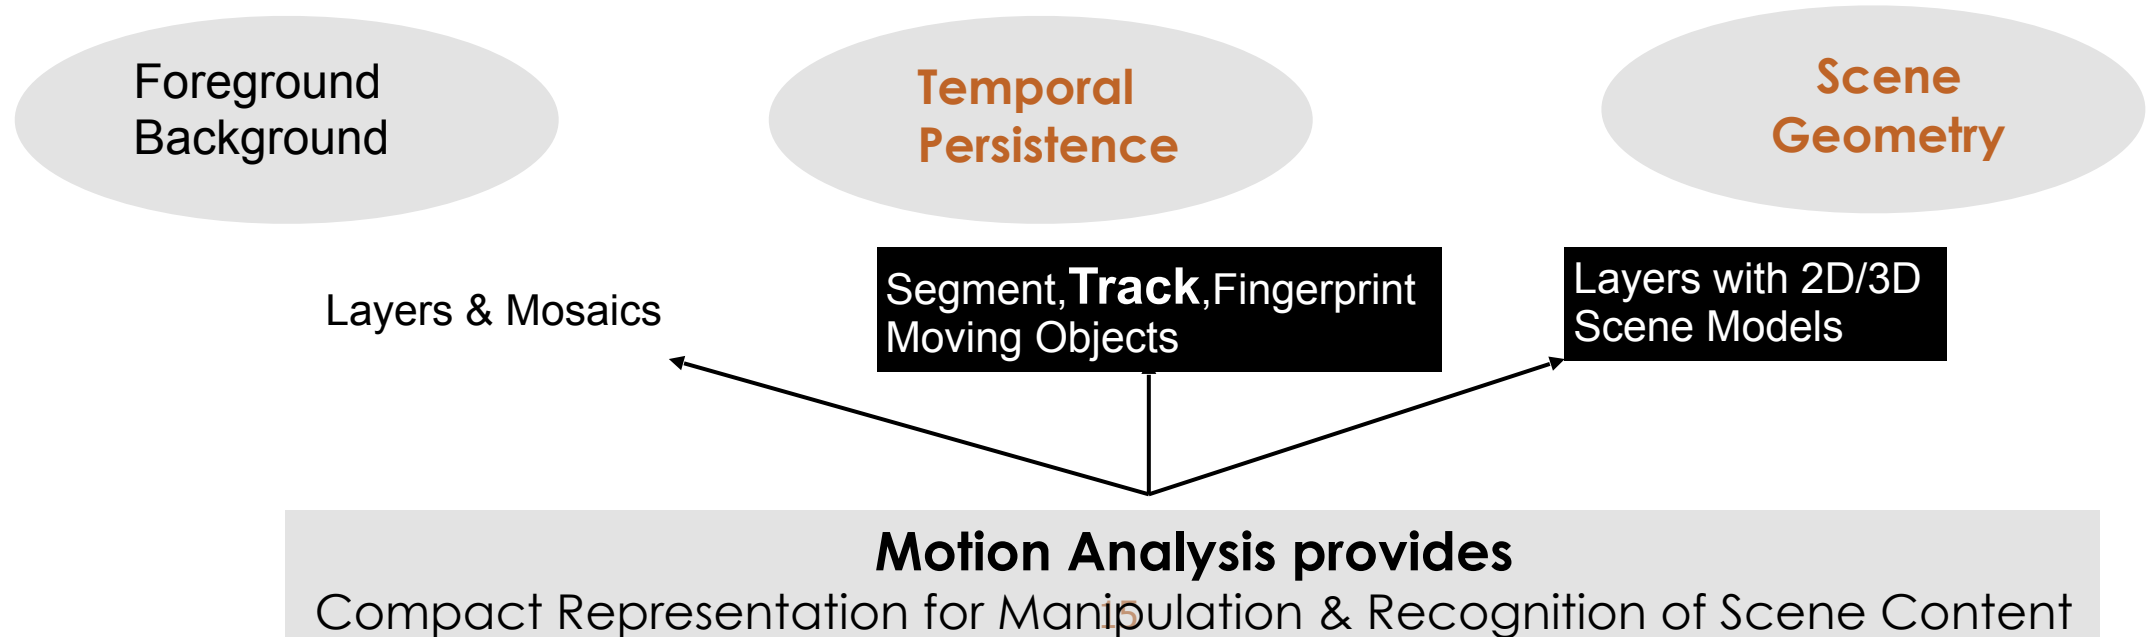 Foreground
Background
Temporal
Persistence
Scene
Geometry
Layers & Mosaics
Segment,Track,Fingerprint
Moving Objects
Layers with 2D/3D
Scene Models
Motion Analysis provides
Compact Representation for Manipulation & Recognition of Scene Content
15